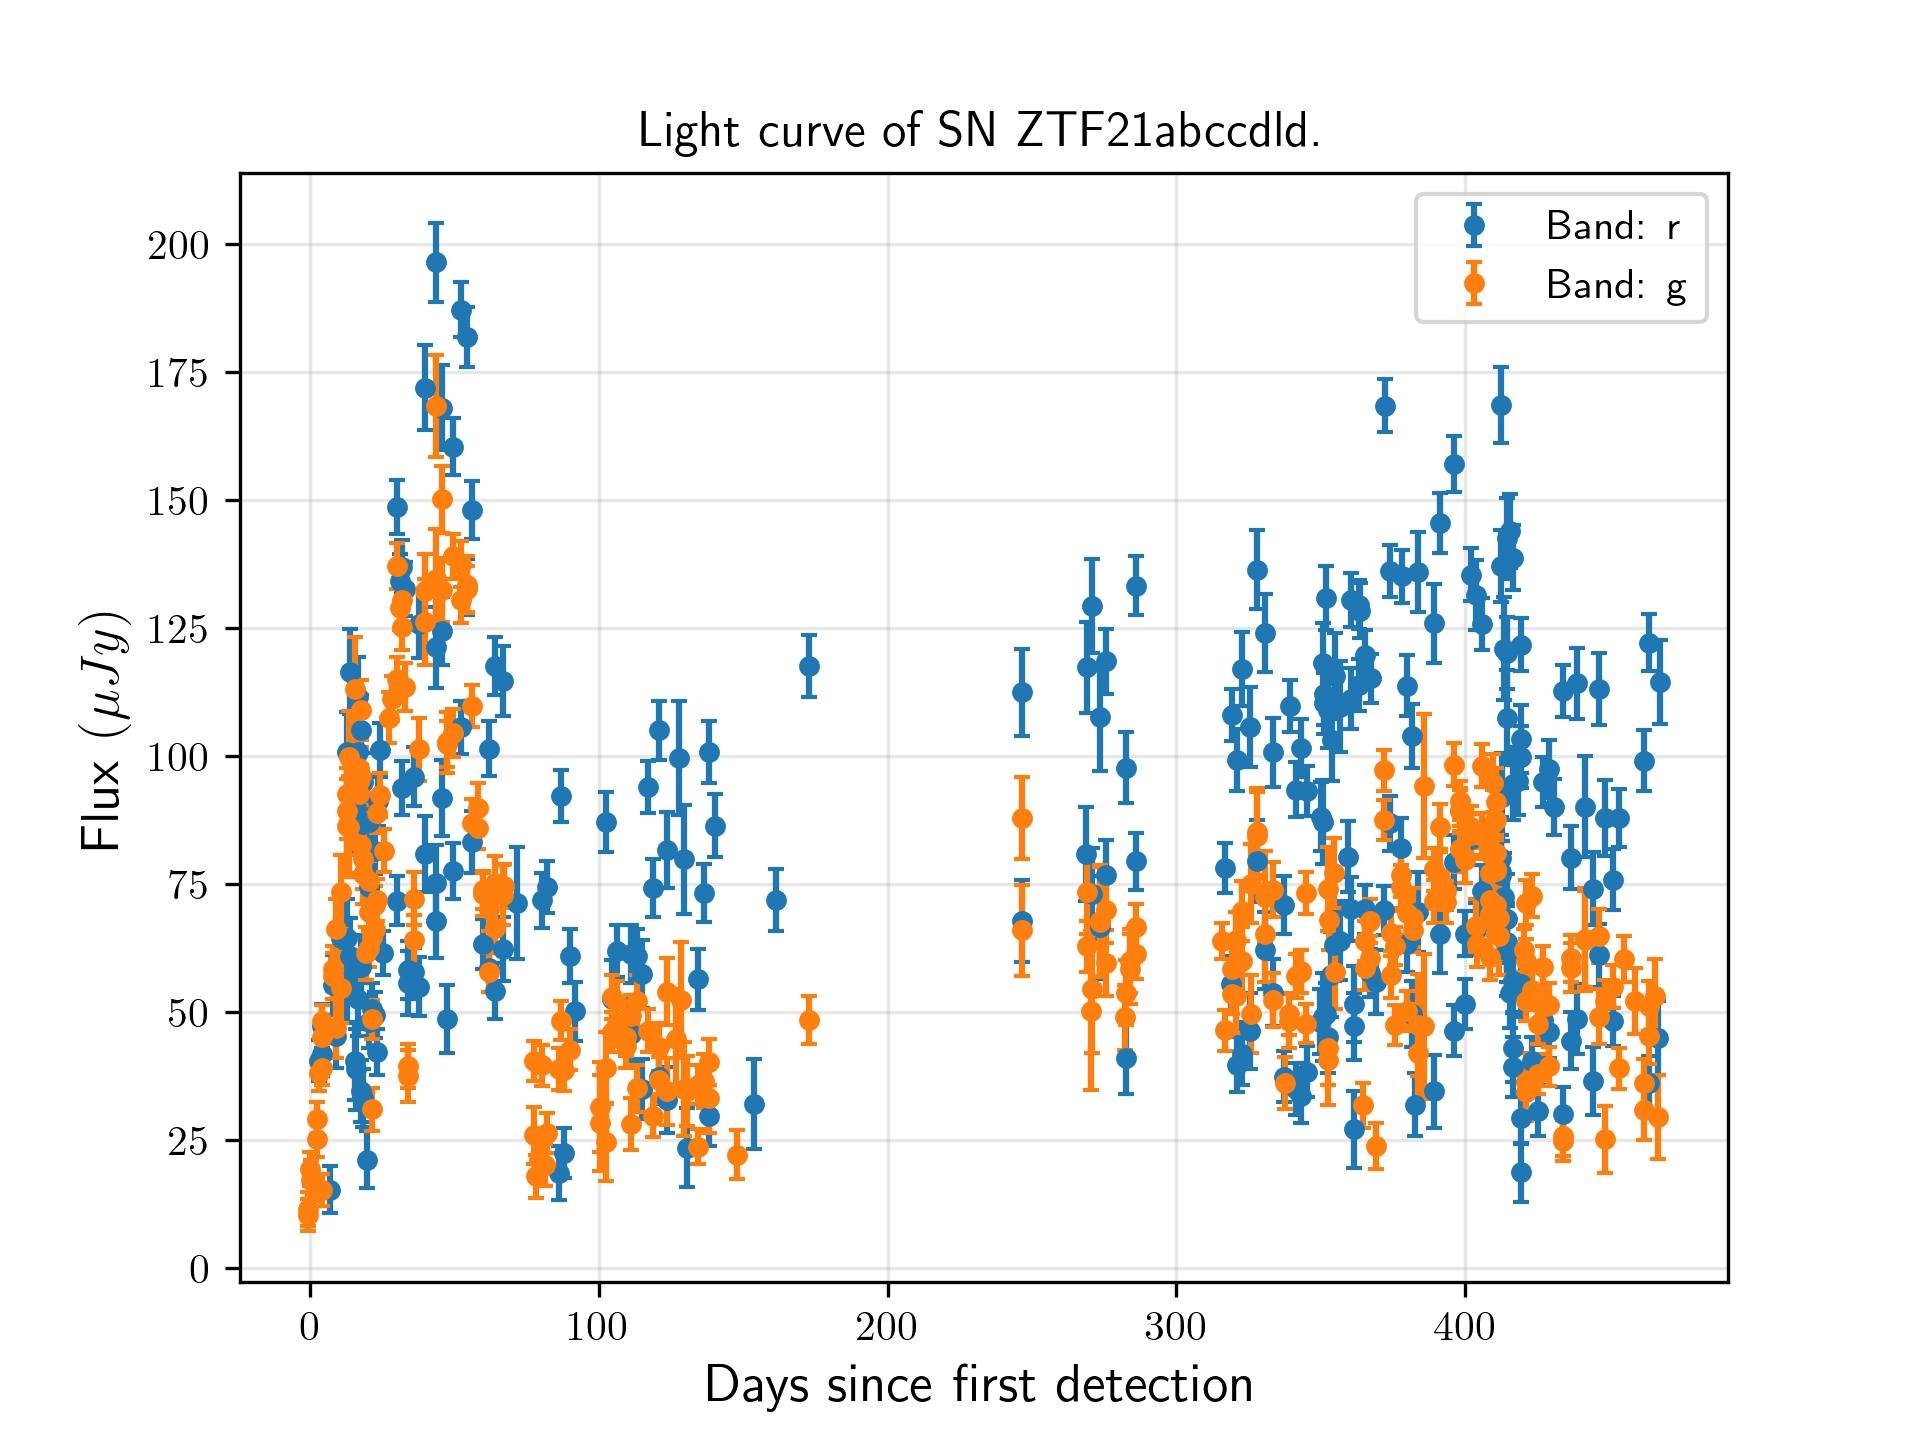 Light curve of SN ZTF21abccdld.
Band: r
Band: g
Flux (μJy)
200
175
150
125
100
75
50
25
0
0 100 200 300 400
Days since first detection